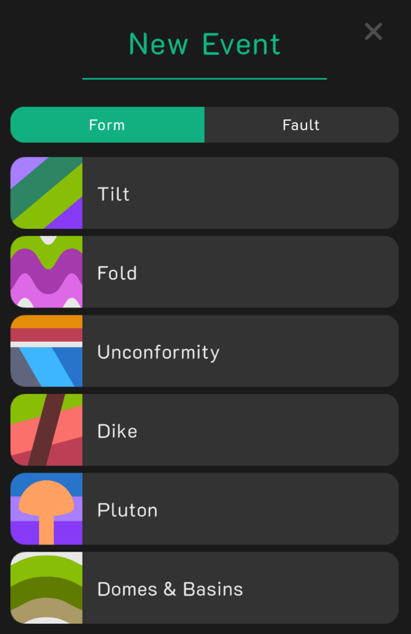 New Event
Form
Fault
Tilt
Fold
Unconformity
Dike
Pluton
Domes & Basins